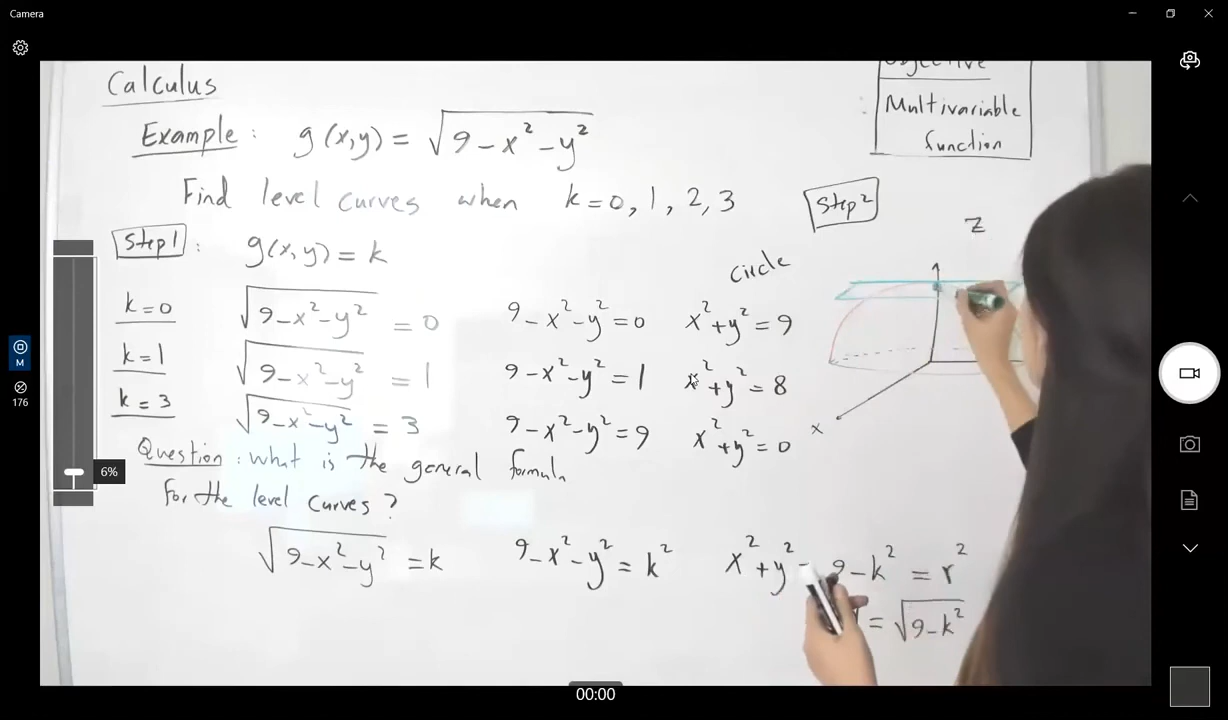 Camera
Calculus
Objective
Multivariable
function
Example: g(x,y) = √9-x²-y²
Find level curves when k=0, 1, 2, 3
Step 1: g(x,y) = k
Step 2
circle
z
k=0 √9-x²-y² = 0 9-x²-y²=0 x²+y²=9
k=1 √9-x²-y² = 1 9-x²-y²=1 x²+y²=8
k=3 √9-x²-y² = 3 9-x²-y²=9 x²+y²=0
x
Question: what is the general formula
for the level curves?
√9-x²-y² = k 9-x²-y² = k² x²+y² = 9-k² = r²
= √9-k²
M
176
6%
00:00